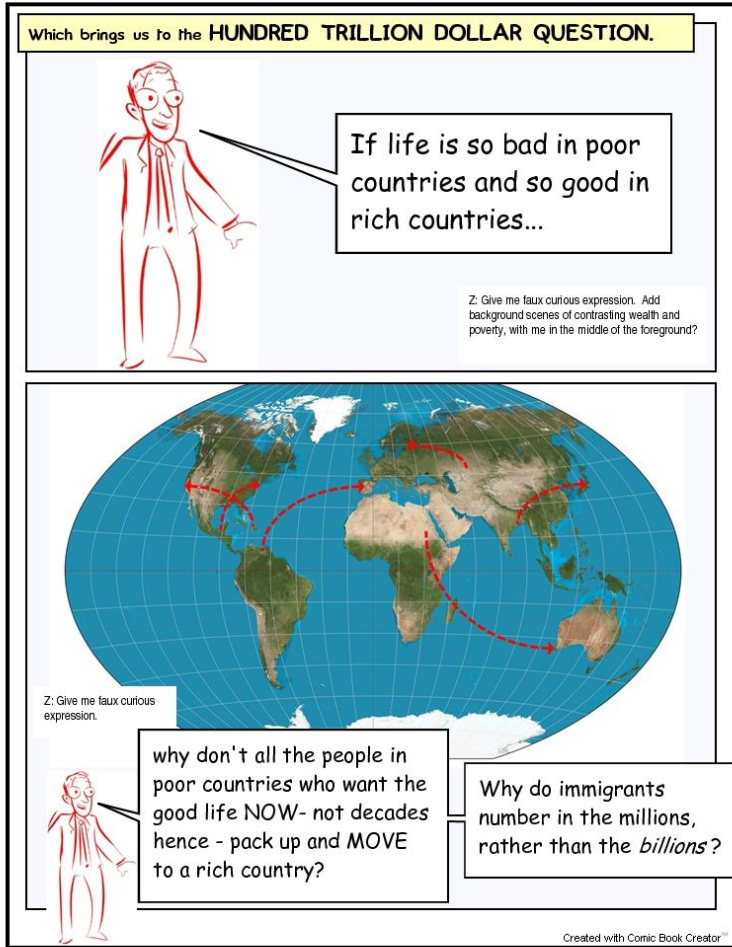 Which brings us to the HUNDRED TRILLION DOLLAR QUESTION.
If life is so bad in poor
countries and so good in
rich countries...
Z: Give me faux curious expression. Add
background scenes of contrasting wealth and
poverty, with me in the middle of the foreground?
Z: Give me faux curious
expression.
why don't all the people in
poor countries who want the
good life NOW- not decades
hence - pack up and MOVE
to a rich country?
Why do immigrants
number in the millions,
rather than the billions?
Created with Comic Book Creator™